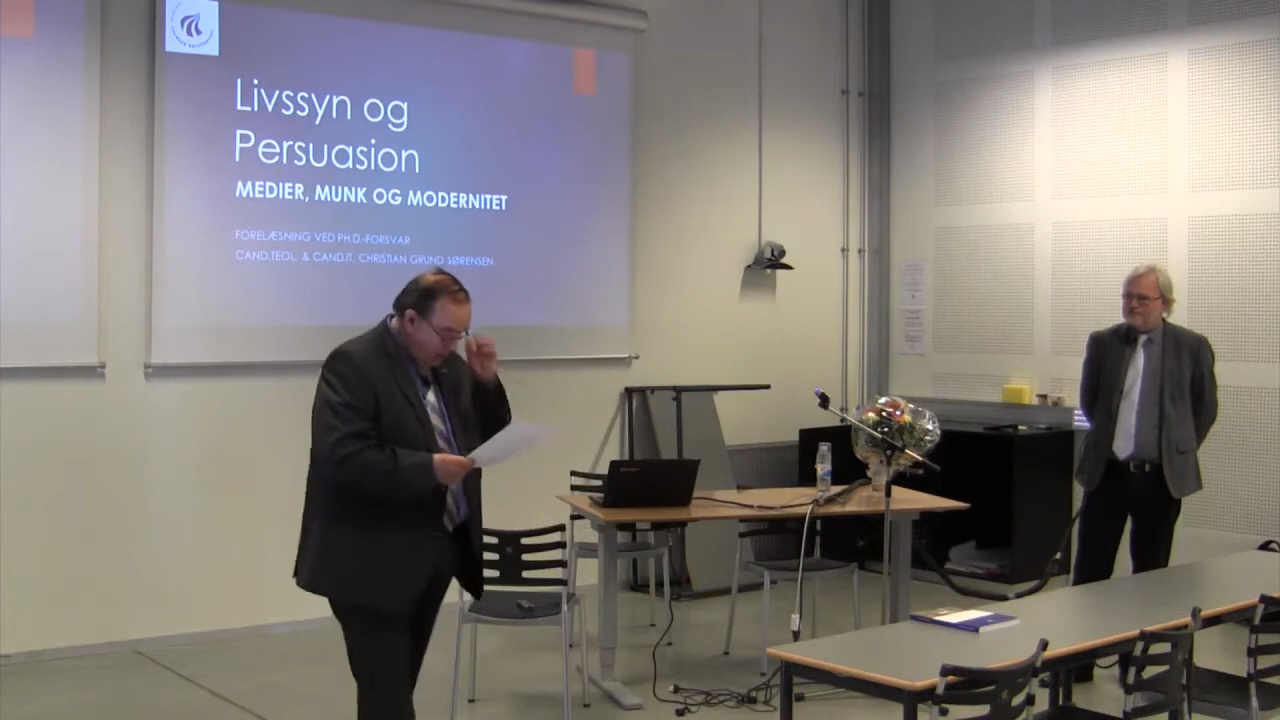 Livssyn og
Persuasion
MEDIER, MUNK OG MODERNITET
FORELÆSNING VED PH.D.-FORSVAR
CAND.TEOL. & CAND.IT. CHRISTIAN GRUND SØRENSEN